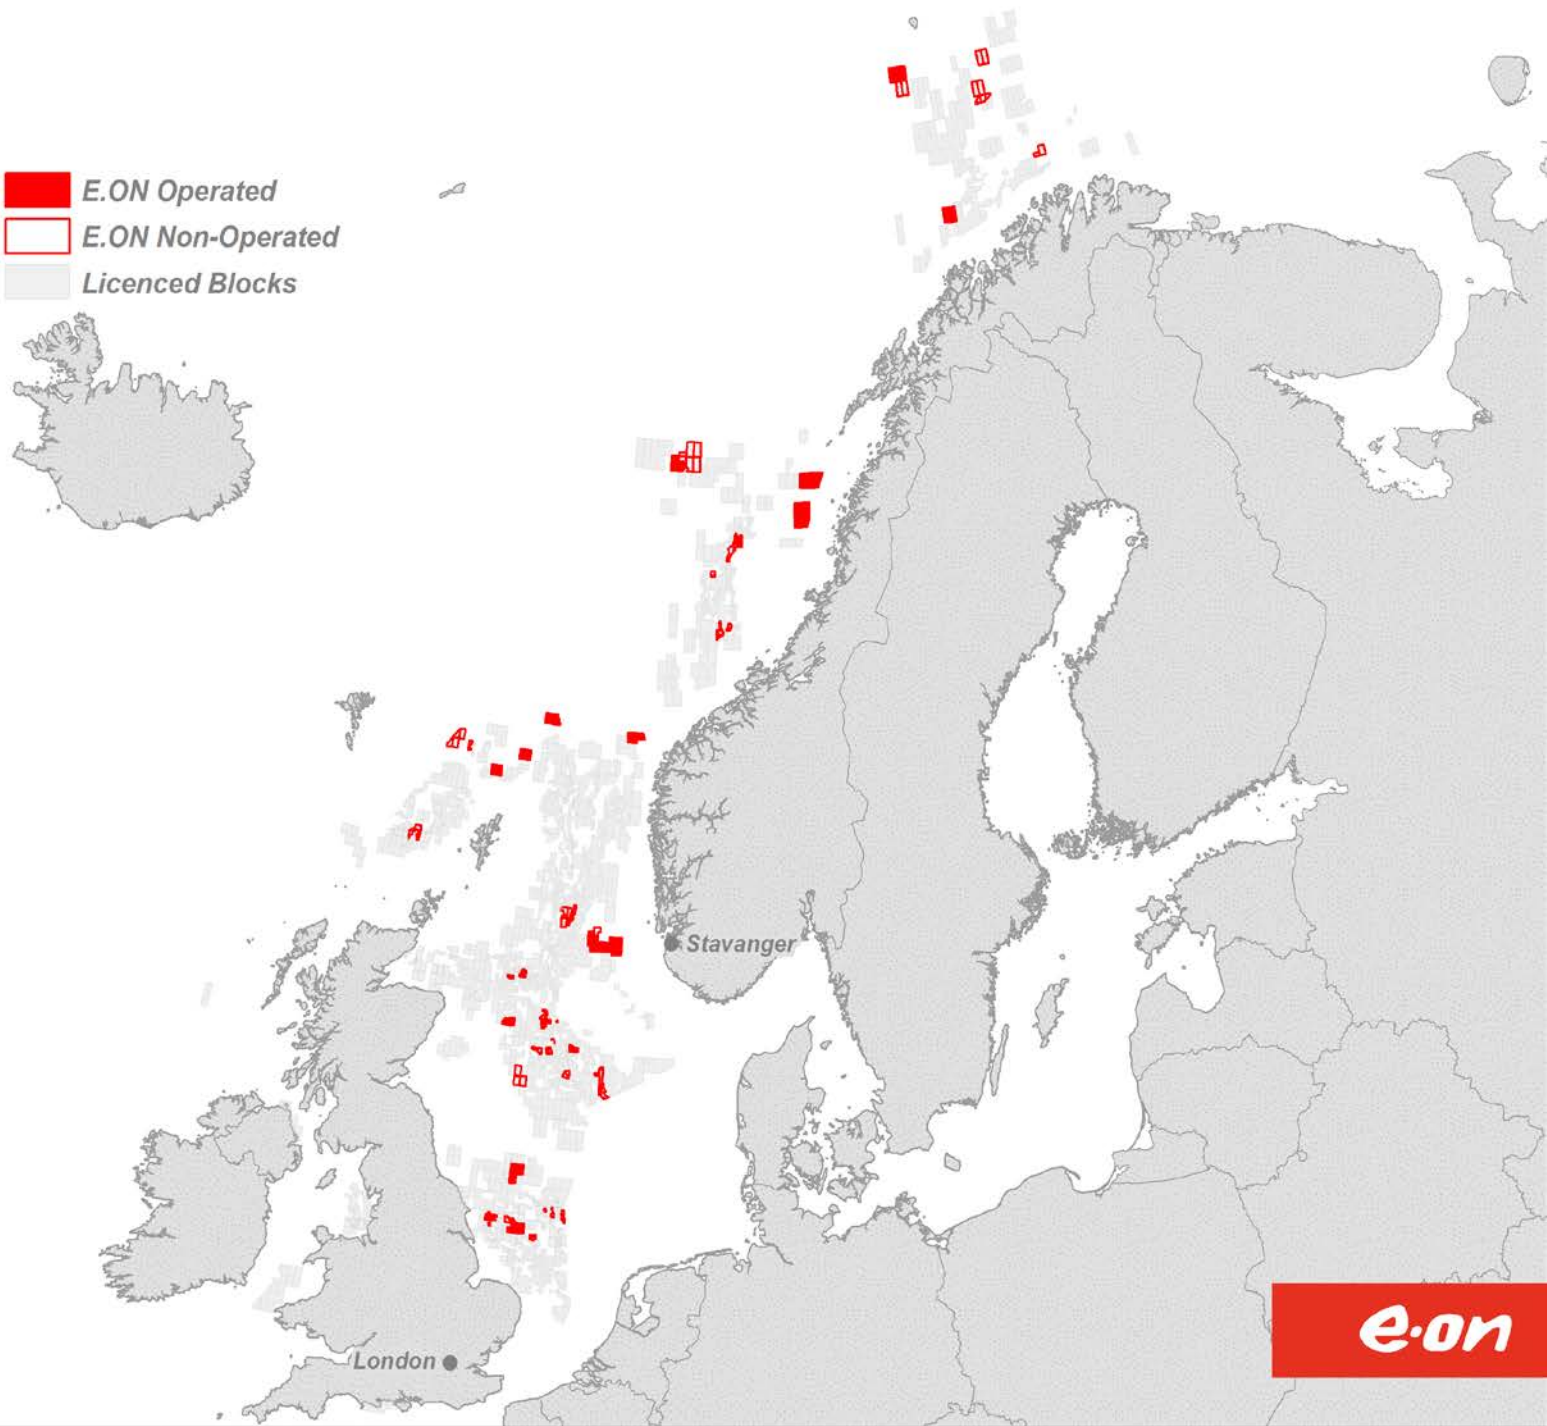 E.ON Operated
E.ON Non-Operated
Licenced Blocks
Stavanger
London
e·on